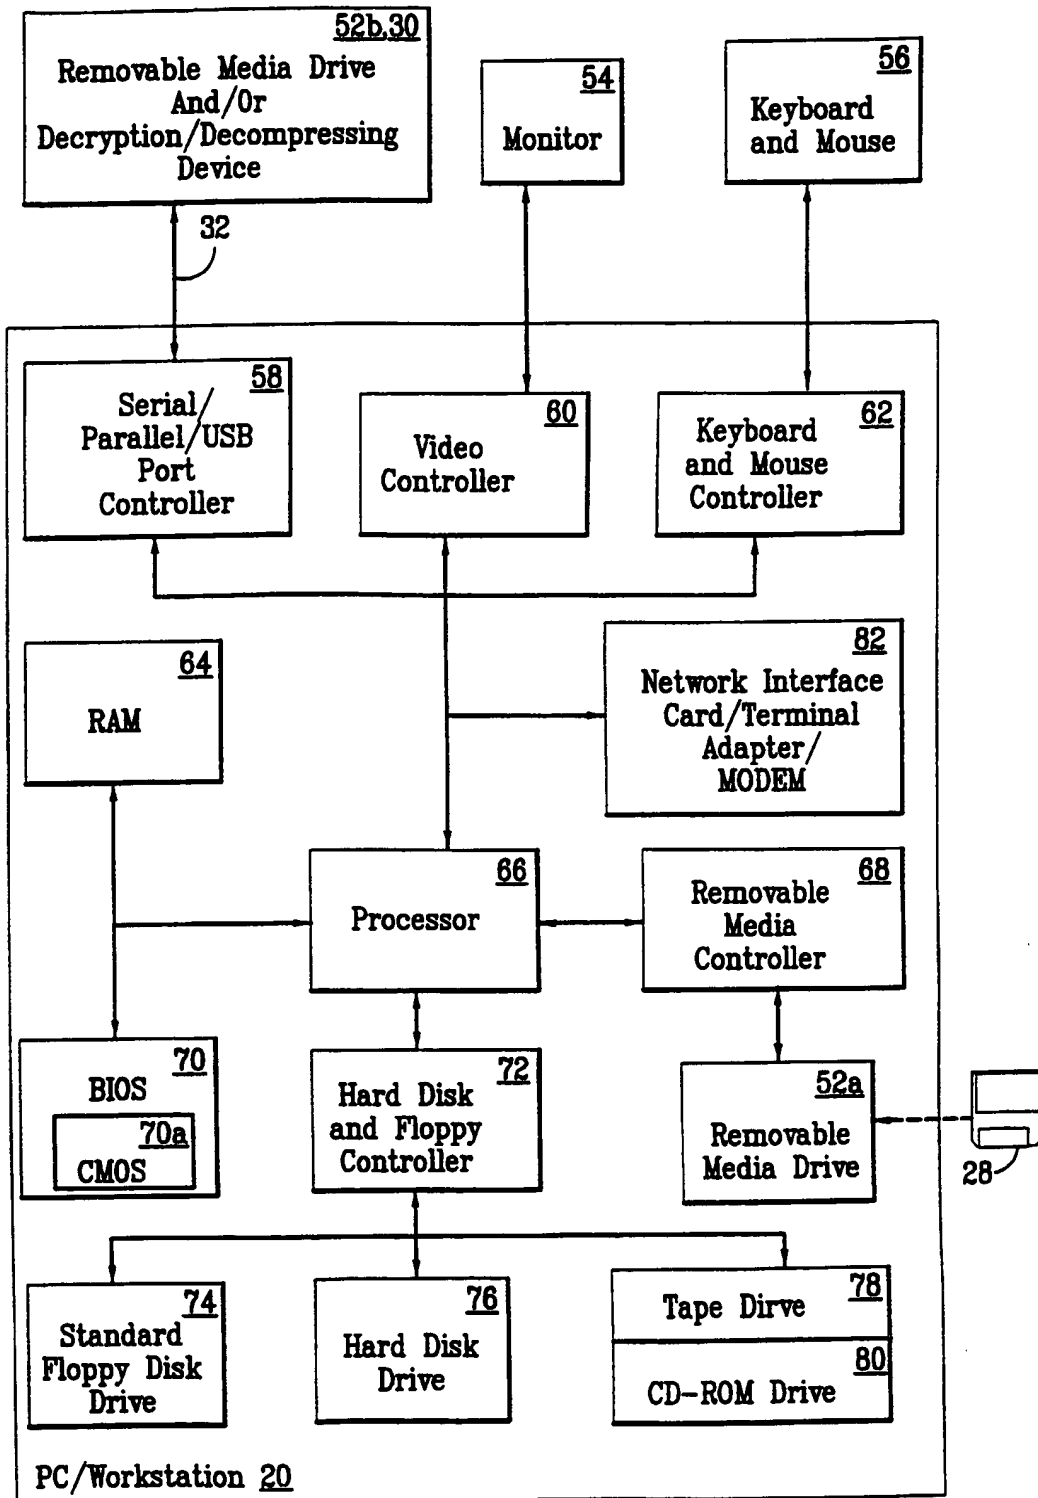 52b,30
Removable Media Drive
And/Or
Decryption/Decompressing
Device
54
Monitor
56
Keyboard
and Mouse
32
58
Serial/
Parallel/USB
Port
Controller
60
Video
Controller
62
Keyboard
and Mouse
Controller
64
RAM
82
Network Interface
Card/Terminal
Adapter/
MODEM
66
Processor
68
Removable
Media
Controller
70
BIOS
70a
CMOS
72
Hard Disk
and Floppy
Controller
52a
Removable
Media Drive
28
74
Standard
Floppy Disk
Drive
76
Hard Disk
Drive
78
Tape Dirve
80
CD-ROM Drive
PC/Workstation 20